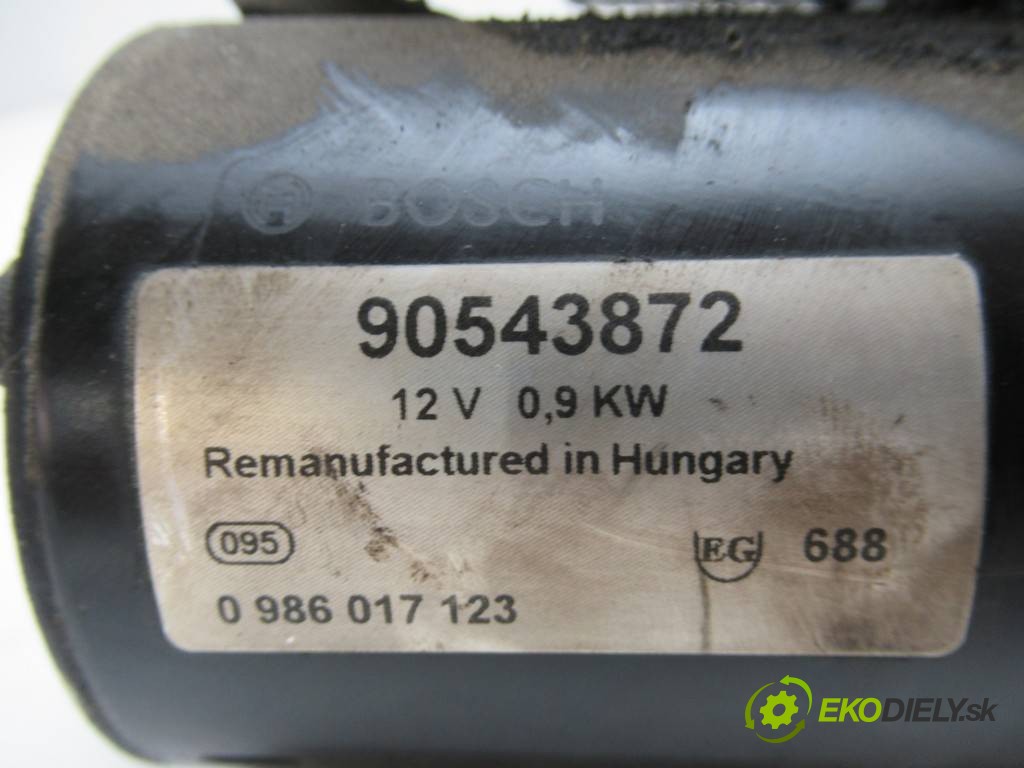 BOSCH
90543872
12 V 0,9 KW
Remanufactured in Hungary
095
EG 688
0 986 017 123
EKODIELY.sk